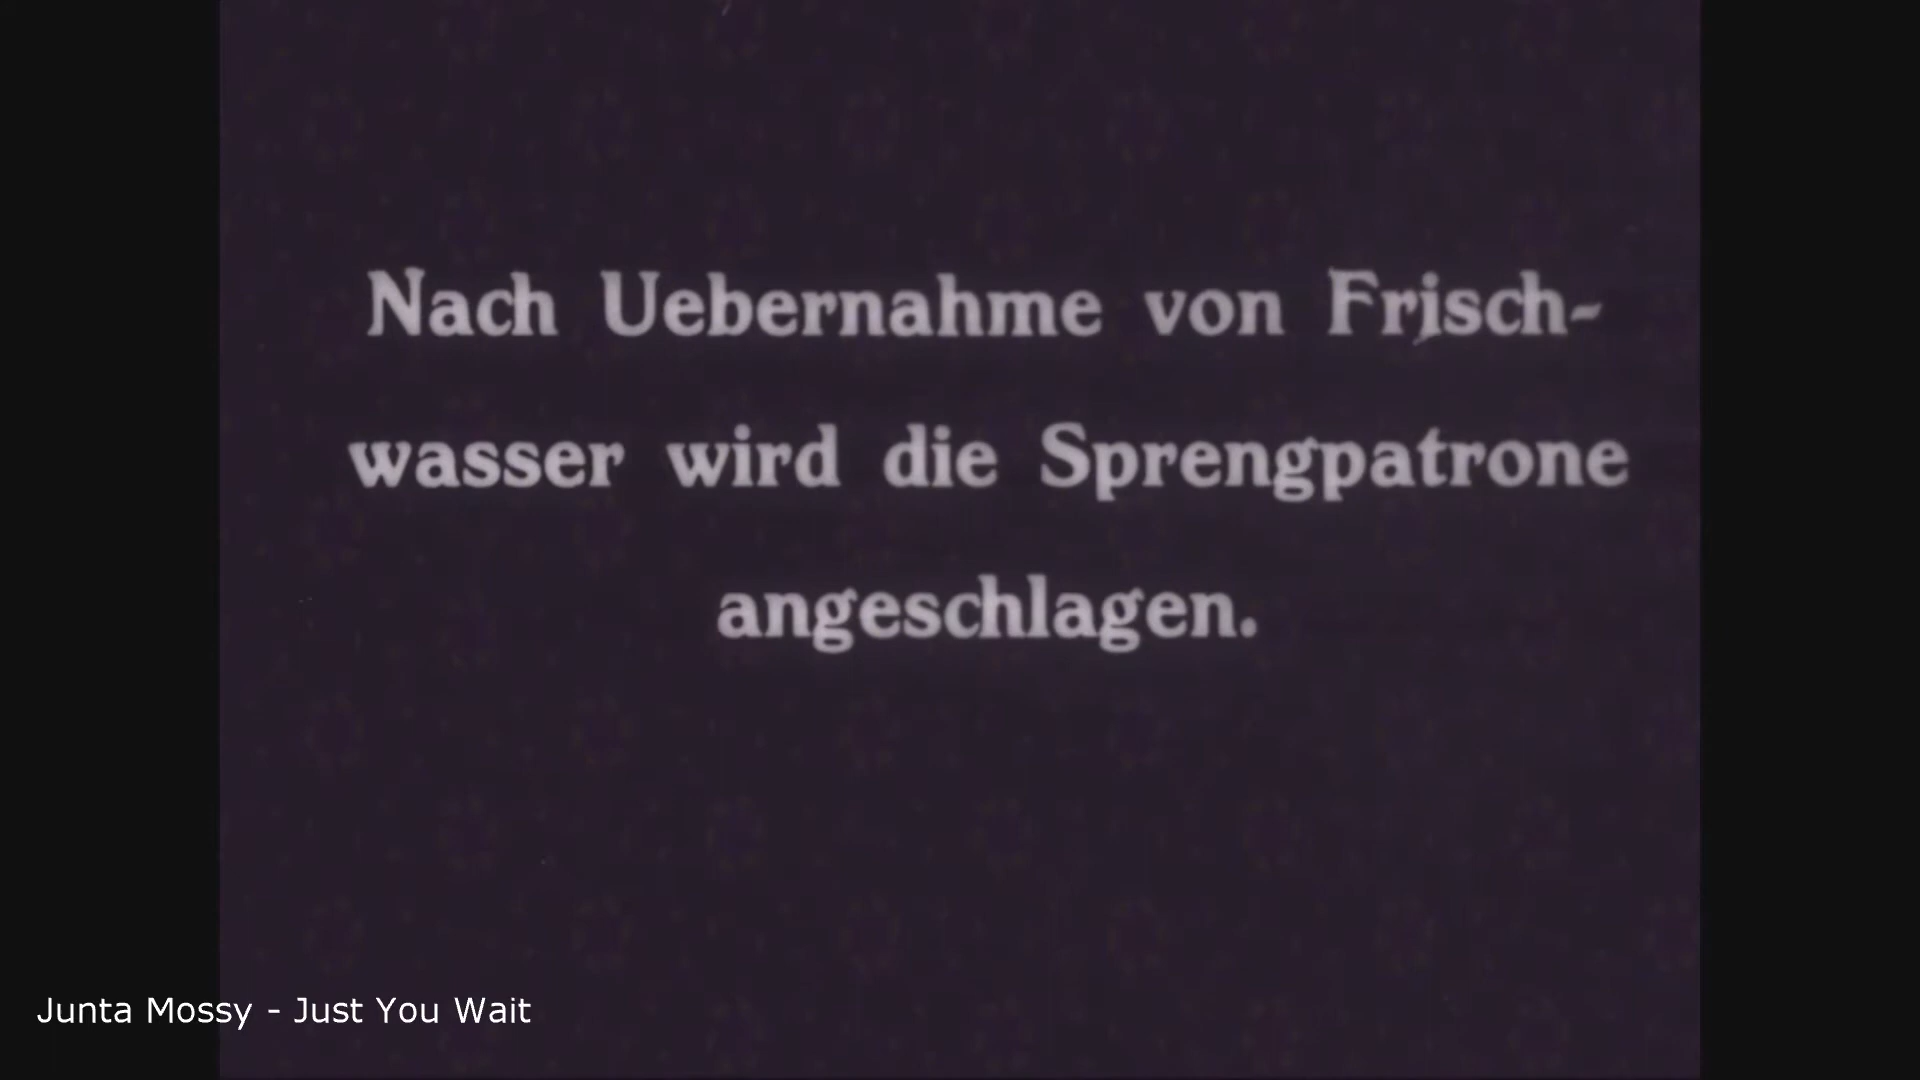 Nach Uebernahme von Frisch-
wasser wird die Sprengpatrone
angeschlagen.
Junta Mossy - Just You Wait